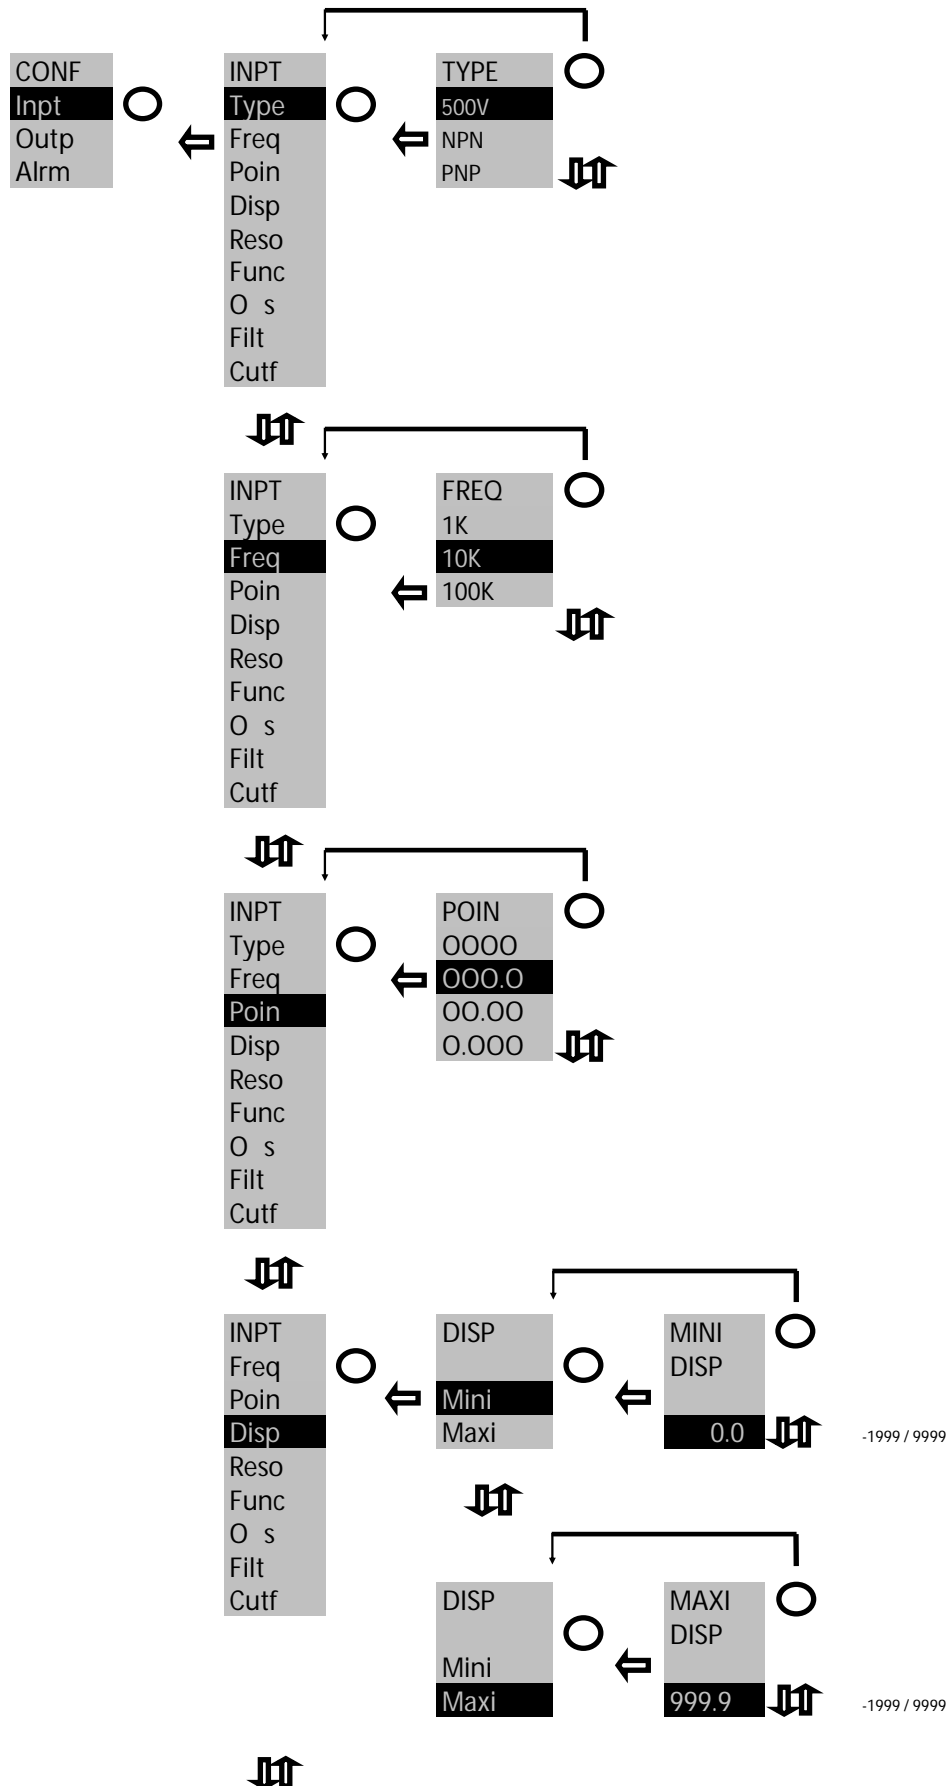 CONF
Inpt
Outp
Alrm
INPT
Type
Freq
Poin
Disp
Reso
Func
O s
Filt
Cutf
TYPE
500V
NPN
PNP
INPT
Type
Freq
Poin
Disp
Reso
Func
O s
Filt
Cutf
FREQ
1K
10K
100K
INPT
Type
Freq
Poin
Disp
Reso
Func
O s
Filt
Cutf
POIN
OOOO
OOO.O
OO.OO
O.OOO
INPT
Freq
Poin
Disp
Reso
Func
O s
Filt
Cutf
DISP
Mini
Maxi
MINI
DISP
0.0
-1999 / 9999
DISP
Mini
Maxi
MAXI
DISP
999.9
-1999 / 9999